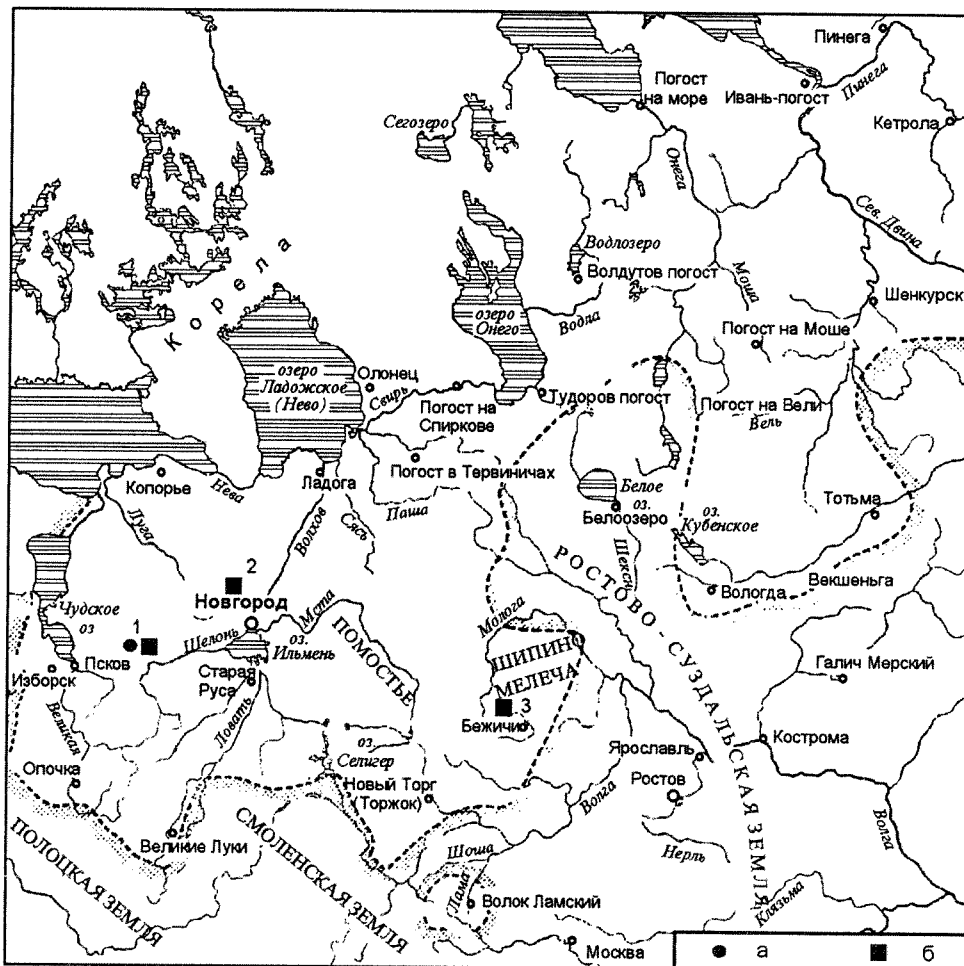 Пинега
Погост
на море
Ивань-погост
Пинега
Сегозеро
Кетрола
Онега
Сев. Двина
Корела
Водлозеро
Волдутов погост
Моша
Шенкурск
озеро
Онего
Водла
Погост на Моше
озеро
Ладожское
(Нево)
Олонец
Свирь
Погост на
Спиркове
Тудоров погост
Погост на Вели
Вель
Погост в Тервиничах
Копорье
Нева
Ладога
Паша
Белое
оз.
Белоозеро
оз.
Кубенское
Тотьма
Луга
Волхов
Сясь
Шексна
Вологда
Векшеньга
2
Новгород
Мста
РОСТОВО-СУЗДАЛЬСКАЯ ЗЕМЛЯ
Чудское
оз
1
Шелонь
оз.
Ильмень
ПОМОСТЬЕ
Молога
ШИПИНО
МЕЛЕЧА
Галич Мерский
Изборск
Псков
Старая
Руса
3
Бежичи
Великая
Ловать
оз.
Селигер
Ярославль
Кострома
Опочка
Новый Торг
(Торжок)
Волга
Ростов
Великие Луки
Шоша
Нерль
Волга
ПОЛОЦКАЯ ЗЕМЛЯ
СМОЛЕНСКАЯ ЗЕМЛЯ
Лама
Волок Ламский
Клязьма
Москва
а
б